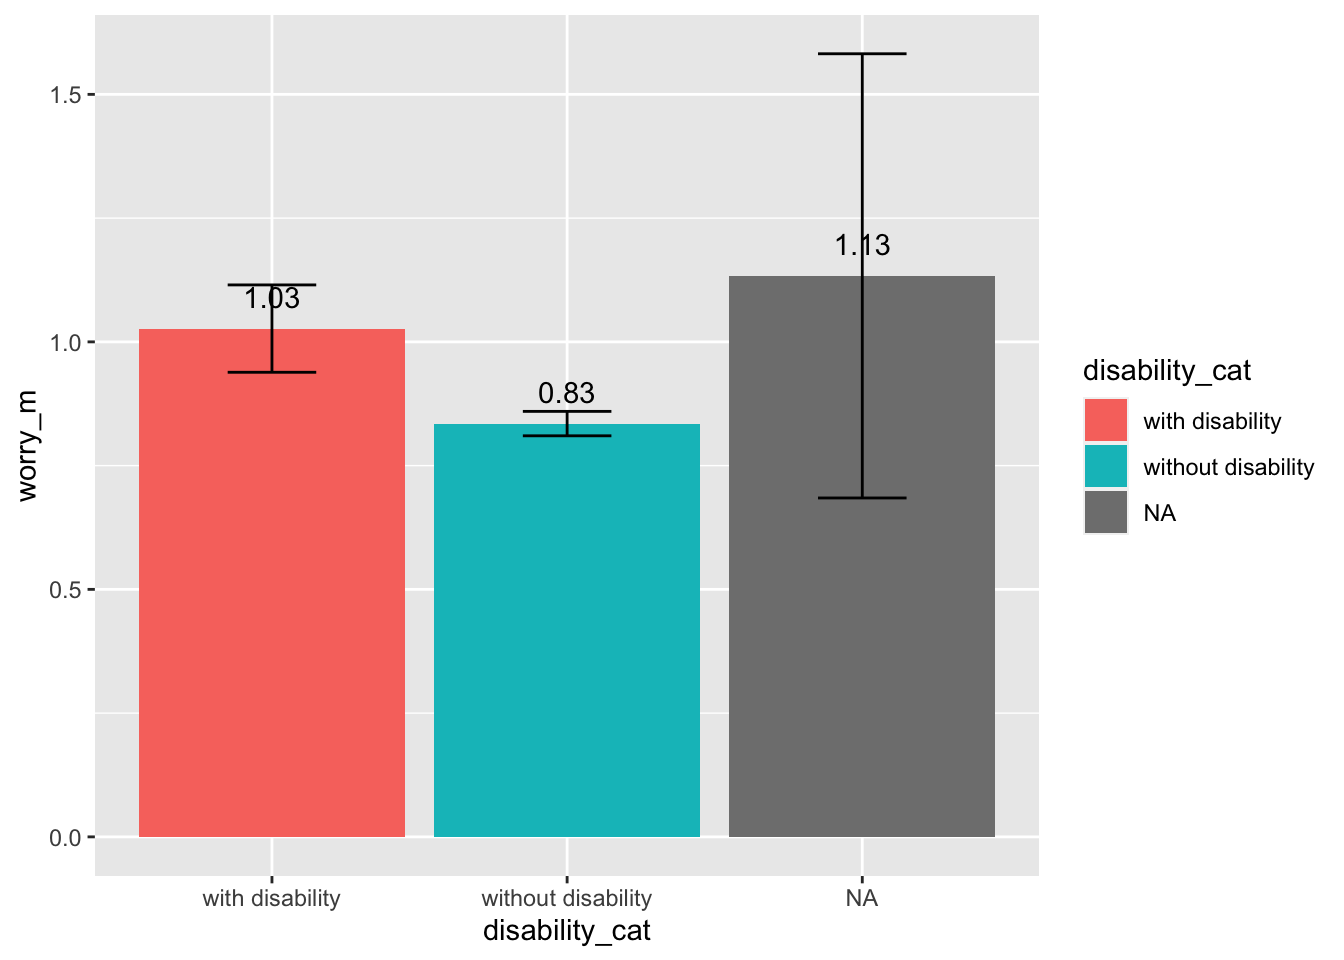 1.5
1.0
0.5
0.0
worry_m
1.03
0.83
1.13
with disability
without disability
NA
disability_cat
disability_cat
with disability
without disability
NA